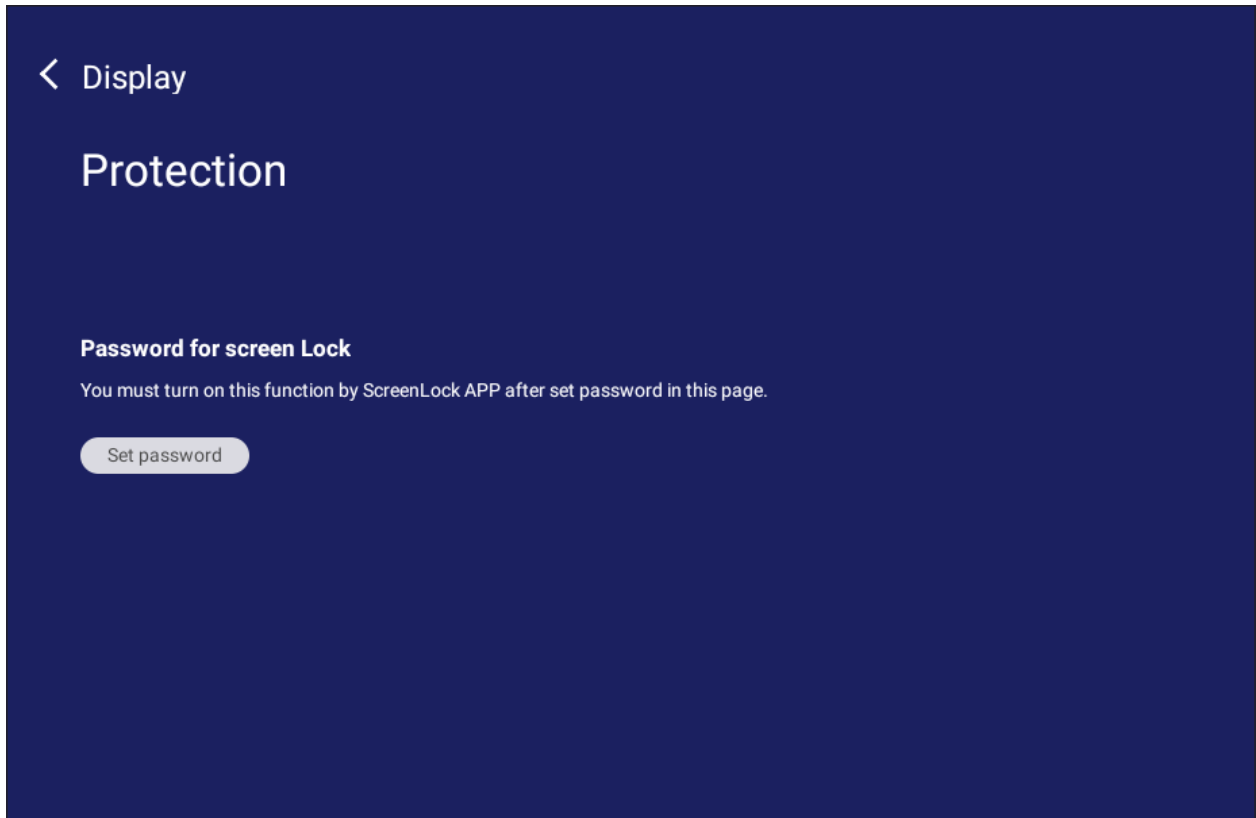 Display
Protection
Password for screen Lock
You must turn on this function by ScreenLock APP after set password in this page.
Set password